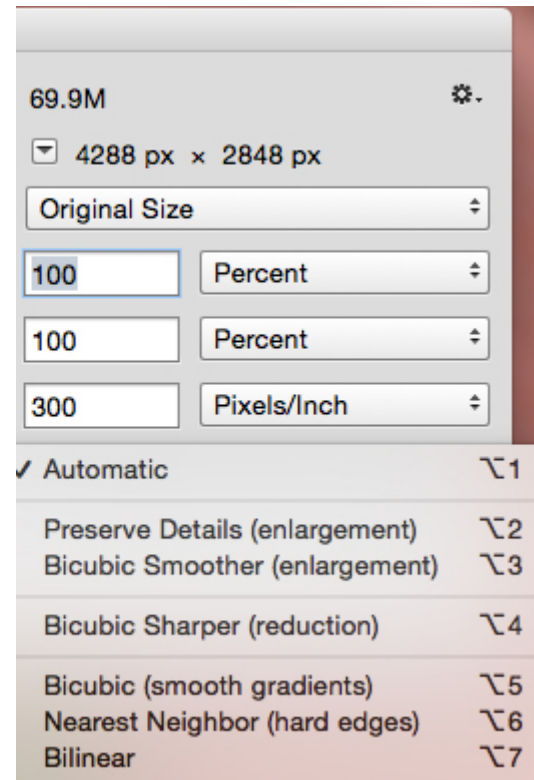 69.9M
4288 px × 2848 px
Original Size
100 Percent
100 Percent
300 Pixels/Inch
✓ Automatic ⌥1
Preserve Details (enlargement) ⌥2
Bicubic Smoother (enlargement) ⌥3
Bicubic Sharper (reduction) ⌥4
Bicubic (smooth gradients) ⌥5
Nearest Neighbor (hard edges) ⌥6
Bilinear ⌥7